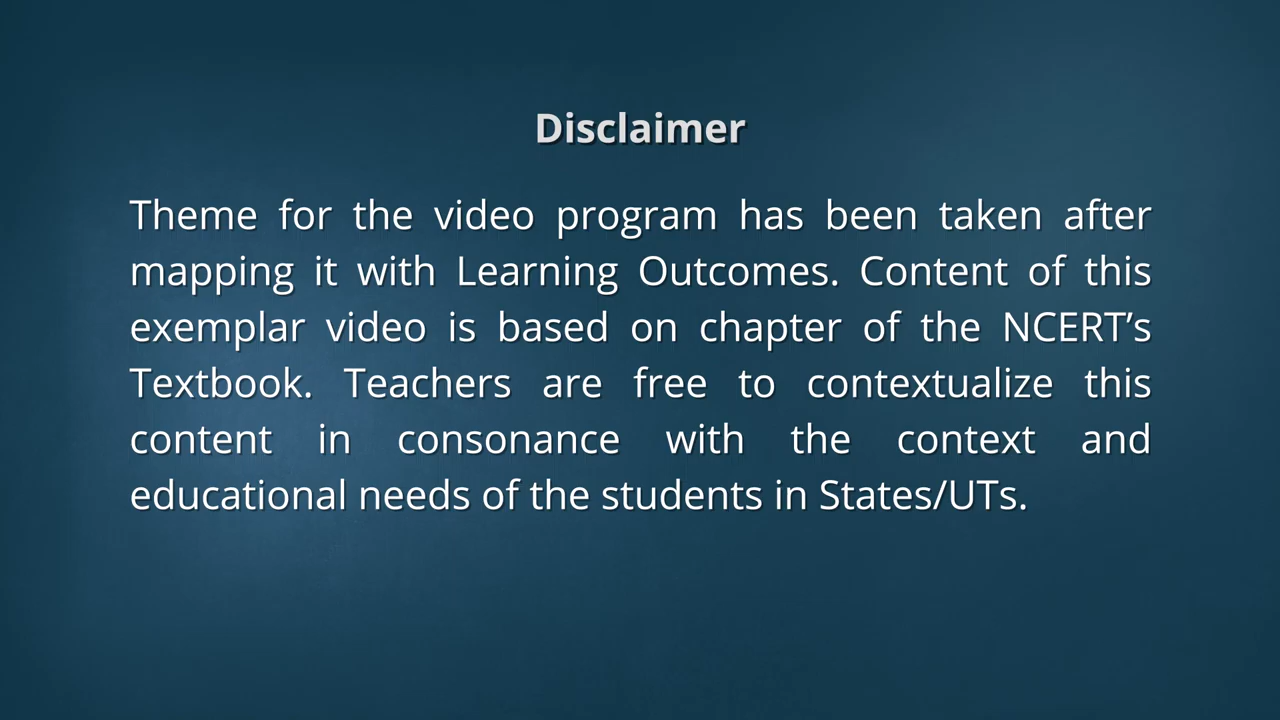 Disclaimer
Theme for the video program has been taken after
mapping it with Learning Outcomes. Content of this
exemplar video is based on chapter of the NCERT’s
Textbook. Teachers are free to contextualize this
content in consonance with the context and
educational needs of the students in States/UTs.